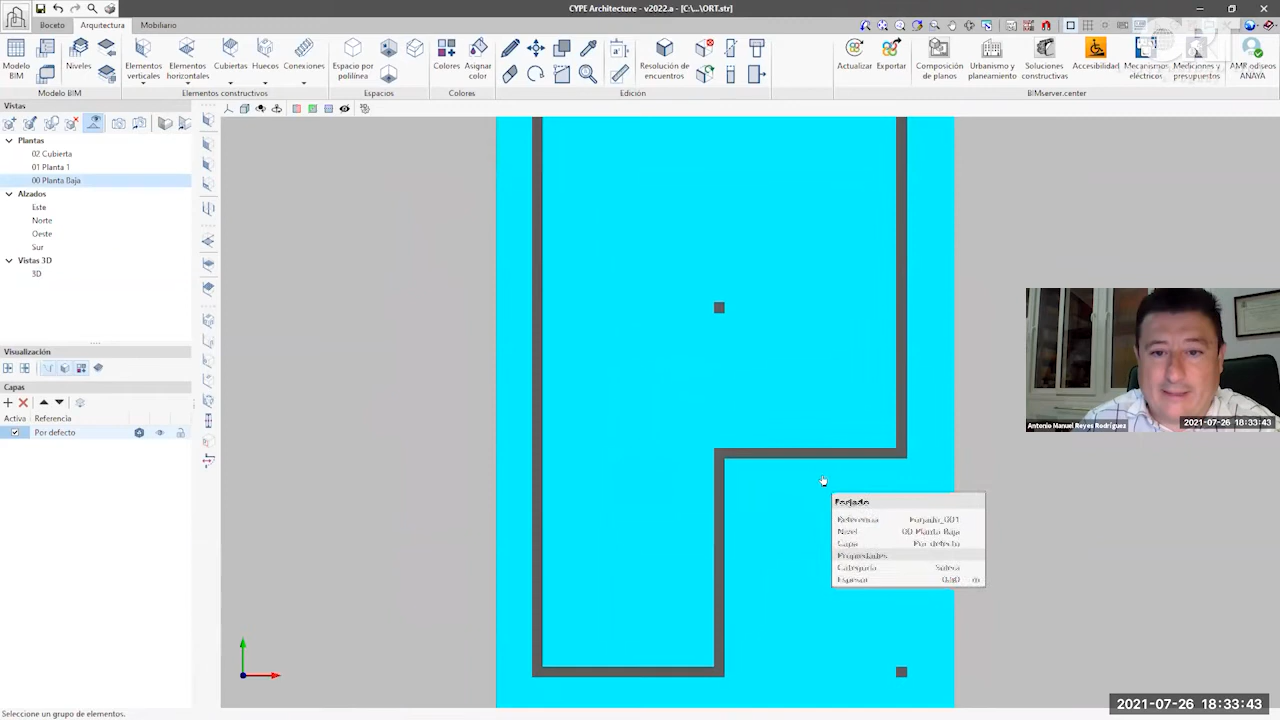 CYPE Architecture - v2022.a - [C:\...\ORT.str]
Boceto Arquitectura Mobiliario
Modelo BIM
Niveles
Elementos verticales
Elementos horizontales
Cubiertas
Huecos
Conexiones
Espacio por polilínea
Colores
Asignar color
Resolución de encuentros
Actualizar
Exportar
Composición de planos
Urbanismo y planeamiento
Soluciones constructivas
Accesibilidad
Mecanismos eléctricos
Mediciones y presupuestos
AMR odiseos ANAYA
Modelo BIM Elementos constructivos Espacios Colores Edición BIMserver.center
Vistas
Plantas
02 Cubierta
01 Planta 1
00 Planta Baja
Alzados
Este
Norte
Oeste
Sur
Vistas 3D
3D
Visualización
Capas
Activa Referencia
Por defecto
Forjado
Referencia Forjado_001
Nivel 00 Planta Baja
Capa Por defecto
Propiedades
Categoría Solera
Espesor m
Antonio Manuel Reyes Rodríguez
2021-07-26 18:33:43
2021-07-26 18:33:43
Seleccione un grupo de elementos.